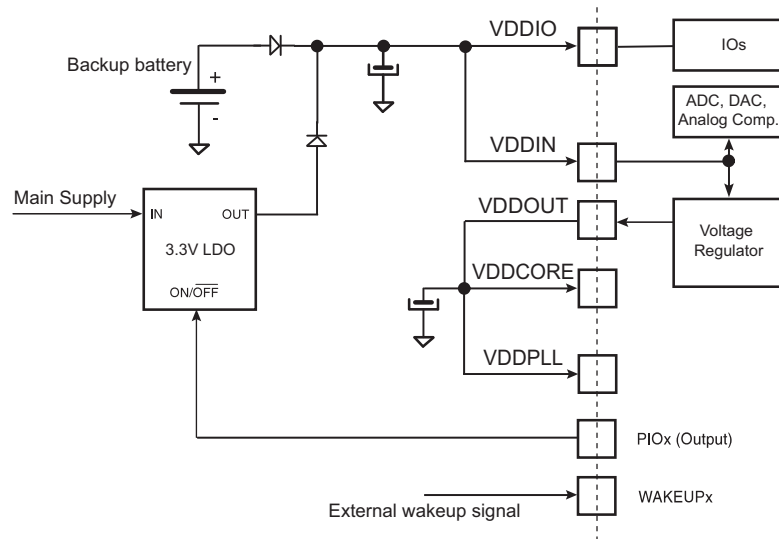 VDDIO
IOs
Backup battery
+
-
ADC, DAC,
Analog Comp.
VDDIN
Main Supply
IN
OUT
3.3V LDO
ON/OFF
VDDOUT
Voltage
Regulator
VDDCORE
VDDPLL
PIOx (Output)
External wakeup signal
WAKEUPx